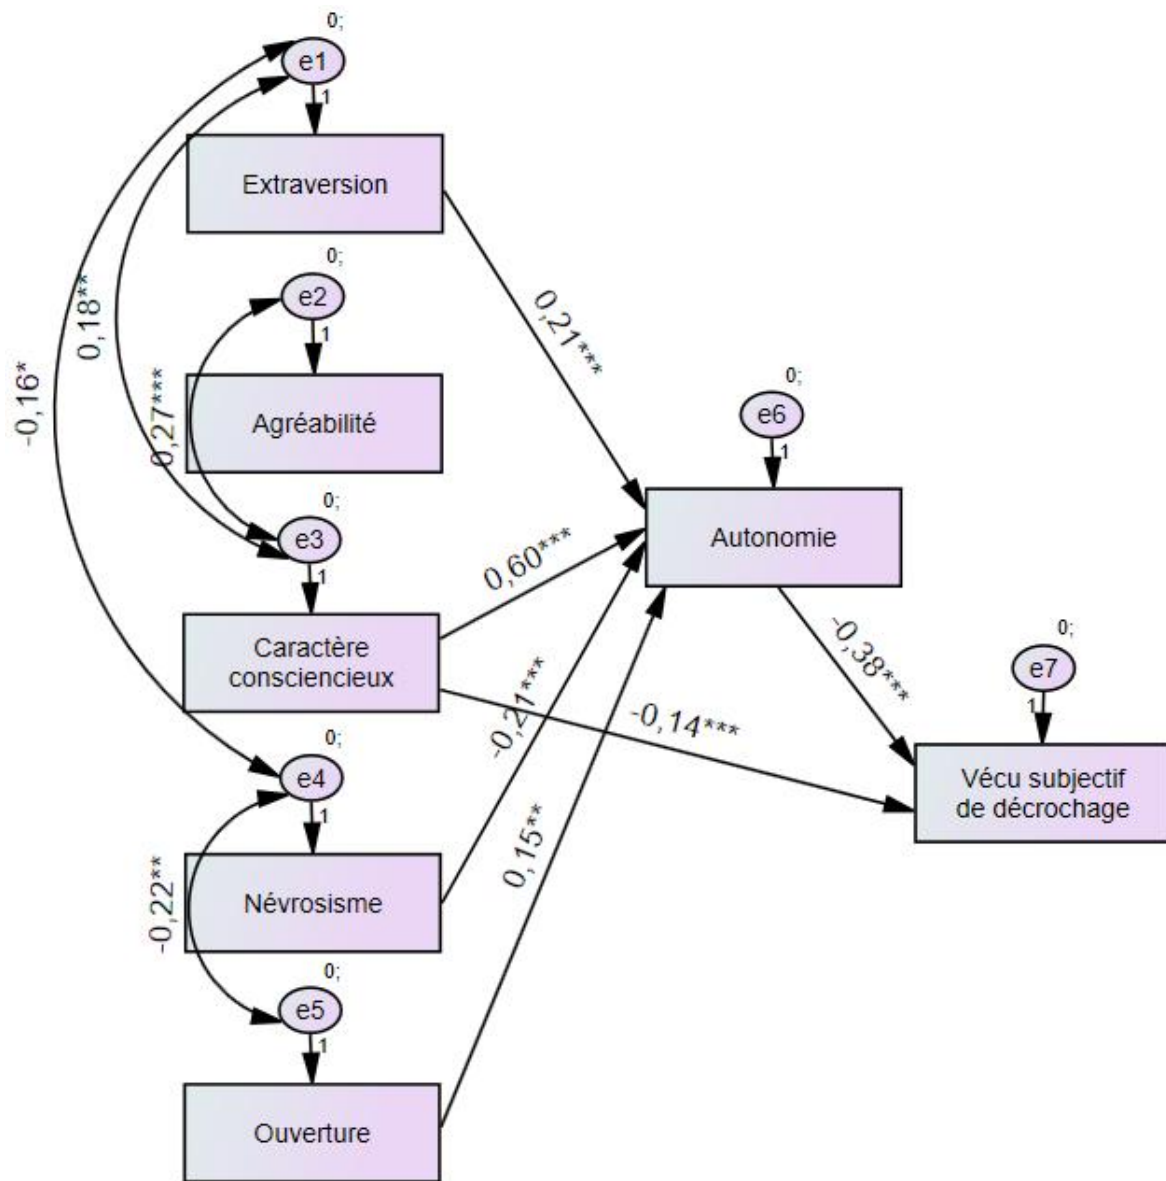 0;
e1
1
Extraversion
0,21***
0,18**
-0,16*
0;
e2
1
Agréabilité
0,27***
0;
e3
1
Caractère
consciencieux
0,60***
-0,14***
0;
e4
1
Névrosisme
-0,21***
-0,22**
0;
e5
1
Ouverture
0,15**
0;
e6
1
Autonomie
-0,38***
0;
e7
1
Vécu subjectif
de décrochage